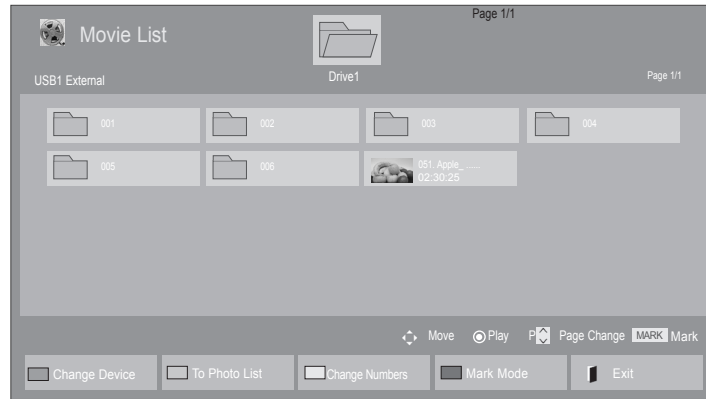 Page 1/1
Movie List
Drive1
USB1 External
Page 1/1
001
002
003
004
005
006
051. Apple_ ......
02:30:25
Move
Play
P
Page Change
MARK
Mark
Change Device
To Photo List
Change Numbers
Mark Mode
Exit